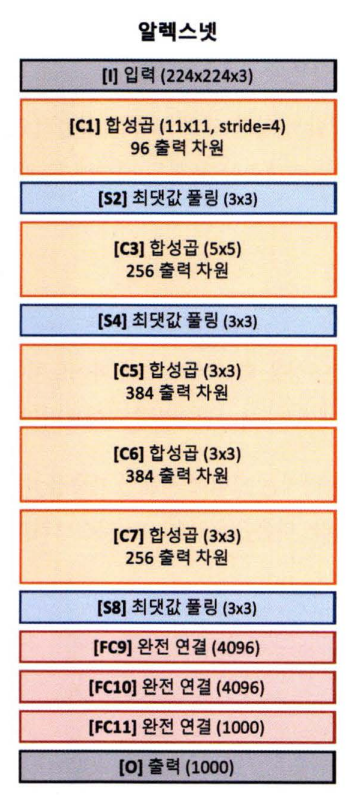 알렉스넷
[I] 입력 (224x224x3)
[C1] 합성곱 (11x11, stride=4)
96 출력 차원
[S2] 최댓값 풀링 (3x3)
[C3] 합성곱 (5x5)
256 출력 차원
[S4] 최댓값 풀링 (3x3)
[C5] 합성곱 (3x3)
384 출력 차원
[C6] 합성곱 (3x3)
384 출력 차원
[C7] 합성곱 (3x3)
256 출력 차원
[S8] 최댓값 풀링 (3x3)
[FC9] 완전 연결 (4096)
[FC10] 완전 연결 (4096)
[FC11] 완전 연결 (1000)
[O] 출력 (1000)